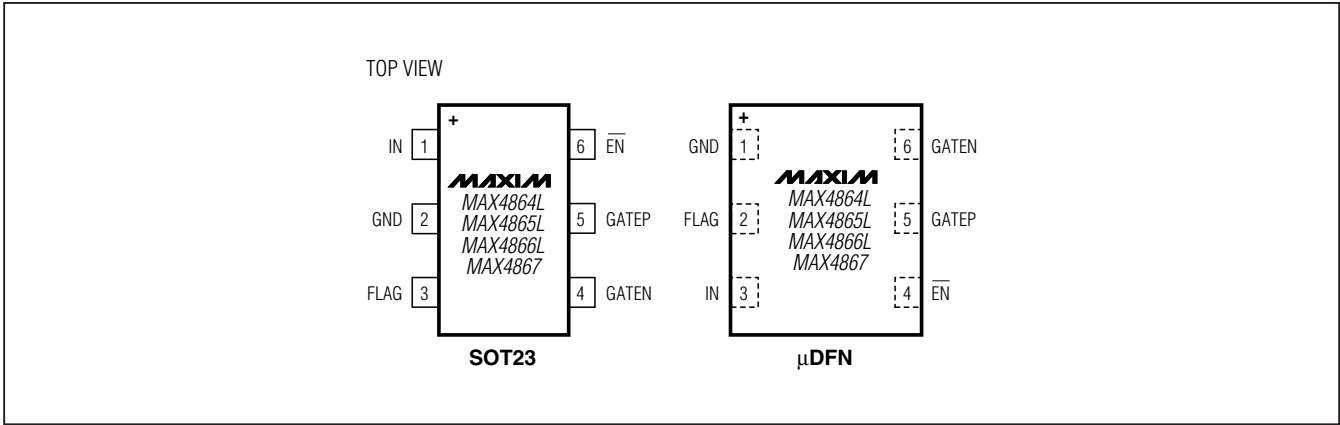 TOP VIEW
+
IN 1
6 EN
MAXIM
MAX4864L
GND 2
MAX4865L
5 GATEP
MAX4866L
MAX4867
FLAG 3
4 GATEN
SOT23
+
GND 1
6 GATEN
MAXIM
MAX4864L
FLAG 2
MAX4865L
5 GATEP
MAX4866L
MAX4867
IN 3
4 EN
µDFN